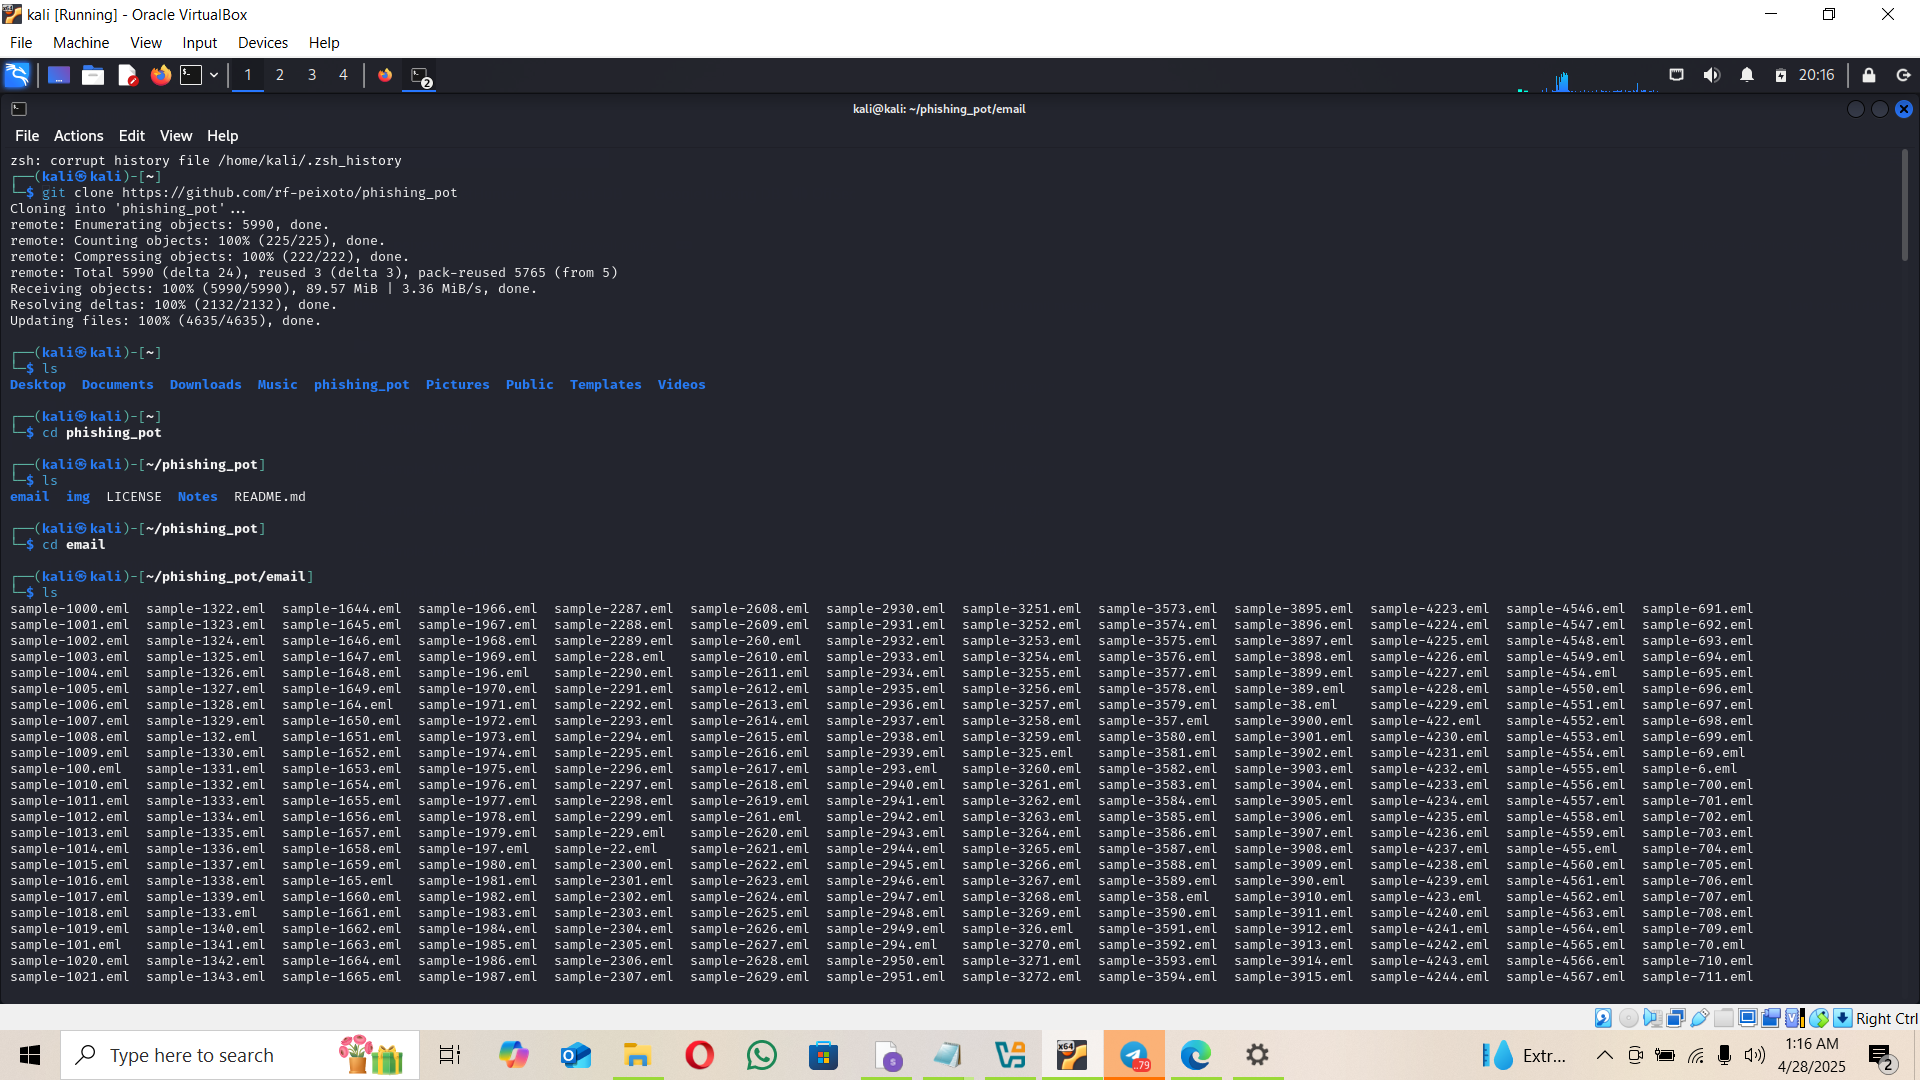 kali [Running] - Oracle VirtualBox
File Machine View Input Devices Help
1 2 3 4 2 20:16
kali@kali: ~/phishing_pot/email
File Actions Edit View Help
zsh: corrupt history file /home/kali/.zsh_history
┌──(kali㉿kali)-[~]
└─$ git clone https://github.com/rf-peixoto/phishing_pot
Cloning into 'phishing_pot'...
remote: Enumerating objects: 5990, done.
remote: Counting objects: 100% (225/225), done.
remote: Compressing objects: 100% (222/222), done.
remote: Total 5990 (delta 24), reused 3 (delta 3), pack-reused 5765 (from 5)
Receiving objects: 100% (5990/5990), 89.57 MiB | 3.36 MiB/s, done.
Resolving deltas: 100% (2132/2132), done.
Updating files: 100% (4635/4635), done.
┌──(kali㉿kali)-[~]
└─$ ls
Desktop Documents Downloads Music phishing_pot Pictures Public Templates Videos
┌──(kali㉿kali)-[~]
└─$ cd phishing_pot
┌──(kali㉿kali)-[~/phishing_pot]
└─$ ls
email img LICENSE Notes README.md
┌──(kali㉿kali)-[~/phishing_pot]
└─$ cd email
┌──(kali㉿kali)-[~/phishing_pot/email]
└─$ ls
sample-1000.eml sample-1322.eml sample-1644.eml sample-1966.eml sample-2287.eml sample-2608.eml sample-2930.eml sample-3251.eml sample-3573.eml sample-3895.eml sample-4223.eml sample-4546.eml sample-691.eml
sample-1001.eml sample-1323.eml sample-1645.eml sample-1967.eml sample-2288.eml sample-2609.eml sample-2931.eml sample-3252.eml sample-3574.eml sample-3896.eml sample-4224.eml sample-4547.eml sample-692.eml
sample-1002.eml sample-1324.eml sample-1646.eml sample-1968.eml sample-2289.eml sample-260.eml sample-2932.eml sample-3253.eml sample-3575.eml sample-3897.eml sample-4225.eml sample-4548.eml sample-693.eml
sample-1003.eml sample-1325.eml sample-1647.eml sample-1969.eml sample-228.eml sample-2610.eml sample-2933.eml sample-3254.eml sample-3576.eml sample-3898.eml sample-4226.eml sample-4549.eml sample-694.eml
sample-1004.eml sample-1326.eml sample-1648.eml sample-196.eml sample-2290.eml sample-2611.eml sample-2934.eml sample-3255.eml sample-3577.eml sample-3899.eml sample-4227.eml sample-454.eml sample-695.eml
sample-1005.eml sample-1327.eml sample-1649.eml sample-1970.eml sample-2291.eml sample-2612.eml sample-2935.eml sample-3256.eml sample-3578.eml sample-389.eml sample-4228.eml sample-4550.eml sample-696.eml
sample-1006.eml sample-1328.eml sample-164.eml sample-1971.eml sample-2292.eml sample-2613.eml sample-2936.eml sample-3257.eml sample-3579.eml sample-38.eml sample-4229.eml sample-4551.eml sample-697.eml
sample-1007.eml sample-1329.eml sample-1650.eml sample-1972.eml sample-2293.eml sample-2614.eml sample-2937.eml sample-3258.eml sample-357.eml sample-3900.eml sample-422.eml sample-4552.eml sample-698.eml
sample-1008.eml sample-132.eml sample-1651.eml sample-1973.eml sample-2294.eml sample-2615.eml sample-2938.eml sample-3259.eml sample-3580.eml sample-3901.eml sample-4230.eml sample-4553.eml sample-699.eml
sample-1009.eml sample-1330.eml sample-1652.eml sample-1974.eml sample-2295.eml sample-2616.eml sample-2939.eml sample-325.eml sample-3581.eml sample-3902.eml sample-4231.eml sample-4554.eml sample-69.eml
sample-100.eml sample-1331.eml sample-1653.eml sample-1975.eml sample-2296.eml sample-2617.eml sample-293.eml sample-3260.eml sample-3582.eml sample-3903.eml sample-4232.eml sample-4555.eml sample-6.eml
sample-1010.eml sample-1332.eml sample-1654.eml sample-1976.eml sample-2297.eml sample-2618.eml sample-2940.eml sample-3261.eml sample-3583.eml sample-3904.eml sample-4233.eml sample-4556.eml sample-700.eml
sample-1011.eml sample-1333.eml sample-1655.eml sample-1977.eml sample-2298.eml sample-2619.eml sample-2941.eml sample-3262.eml sample-3584.eml sample-3905.eml sample-4234.eml sample-4557.eml sample-701.eml
sample-1012.eml sample-1334.eml sample-1656.eml sample-1978.eml sample-2299.eml sample-261.eml sample-2942.eml sample-3263.eml sample-3585.eml sample-3906.eml sample-4235.eml sample-4558.eml sample-702.eml
sample-1013.eml sample-1335.eml sample-1657.eml sample-1979.eml sample-229.eml sample-2620.eml sample-2943.eml sample-3264.eml sample-3586.eml sample-3907.eml sample-4236.eml sample-4559.eml sample-703.eml
sample-1014.eml sample-1336.eml sample-1658.eml sample-197.eml sample-22.eml sample-2621.eml sample-2944.eml sample-3265.eml sample-3587.eml sample-3908.eml sample-4237.eml sample-455.eml sample-704.eml
sample-1015.eml sample-1337.eml sample-1659.eml sample-1980.eml sample-2300.eml sample-2622.eml sample-2945.eml sample-3266.eml sample-3588.eml sample-3909.eml sample-4238.eml sample-4560.eml sample-705.eml
sample-1016.eml sample-1338.eml sample-165.eml sample-1981.eml sample-2301.eml sample-2623.eml sample-2946.eml sample-3267.eml sample-3589.eml sample-390.eml sample-4239.eml sample-4561.eml sample-706.eml
sample-1017.eml sample-1339.eml sample-1660.eml sample-1982.eml sample-2302.eml sample-2624.eml sample-2947.eml sample-3268.eml sample-358.eml sample-3910.eml sample-423.eml sample-4562.eml sample-707.eml
sample-1018.eml sample-133.eml sample-1661.eml sample-1983.eml sample-2303.eml sample-2625.eml sample-2948.eml sample-3269.eml sample-3590.eml sample-3911.eml sample-4240.eml sample-4563.eml sample-708.eml
sample-1019.eml sample-1340.eml sample-1662.eml sample-1984.eml sample-2304.eml sample-2626.eml sample-2949.eml sample-326.eml sample-3591.eml sample-3912.eml sample-4241.eml sample-4564.eml sample-709.eml
sample-101.eml sample-1341.eml sample-1663.eml sample-1985.eml sample-2305.eml sample-2627.eml sample-294.eml sample-3270.eml sample-3592.eml sample-3913.eml sample-4242.eml sample-4565.eml sample-70.eml
sample-1020.eml sample-1342.eml sample-1664.eml sample-1986.eml sample-2306.eml sample-2628.eml sample-2950.eml sample-3271.eml sample-3593.eml sample-3914.eml sample-4243.eml sample-4566.eml sample-710.eml
sample-1021.eml sample-1343.eml sample-1665.eml sample-1987.eml sample-2307.eml sample-2629.eml sample-2951.eml sample-3272.eml sample-3594.eml sample-3915.eml sample-4244.eml sample-4567.eml sample-711.eml
Right Ctrl
Type here to search
..79
Extr...
1:16 AM
4/28/2025
2